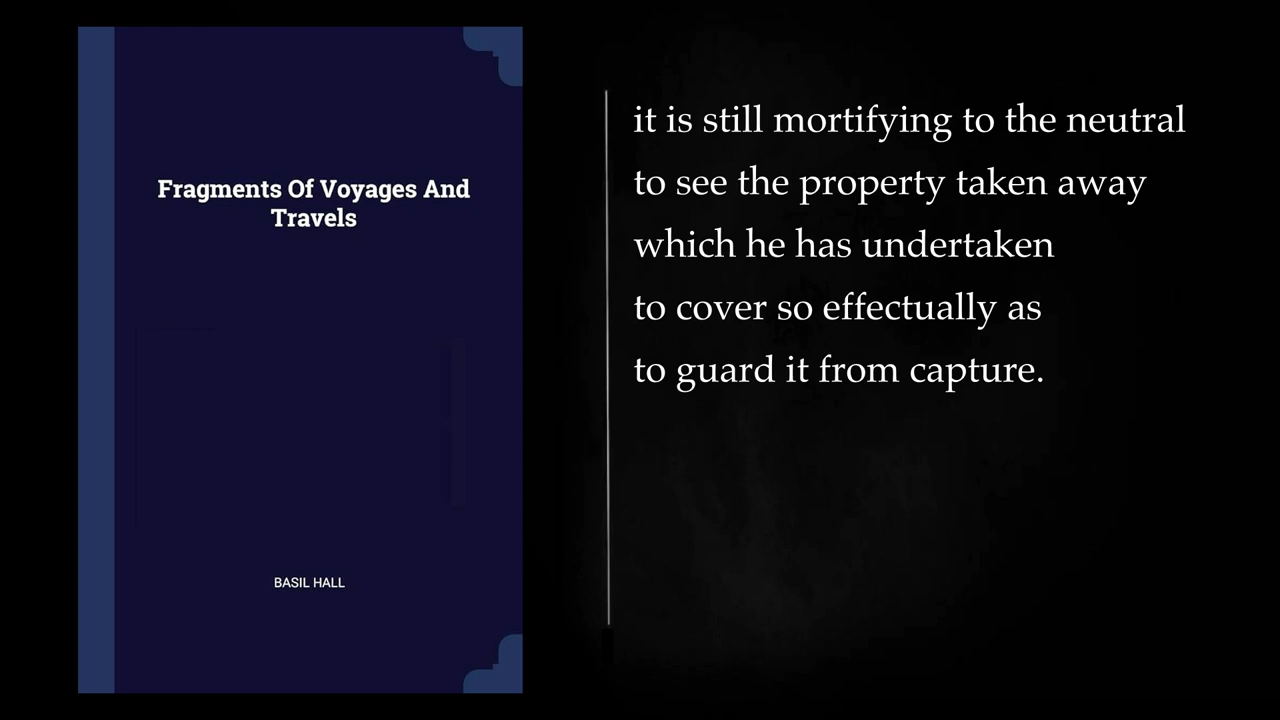 Fragments Of Voyages And
Travels
BASIL HALL
it is still mortifying to the neutral
to see the property taken away
which he has undertaken
to cover so effectually as
to guard it from capture.